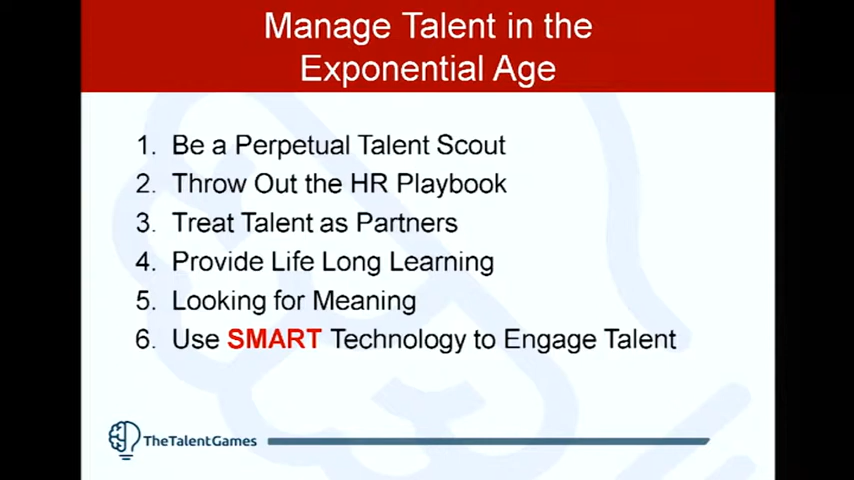 Manage Talent in the
Exponential Age
1. Be a Perpetual Talent Scout
2. Throw Out the HR Playbook
3. Treat Talent as Partners
4. Provide Life Long Learning
5. Looking for Meaning
6. Use SMART Technology to Engage Talent
TheTalentGames